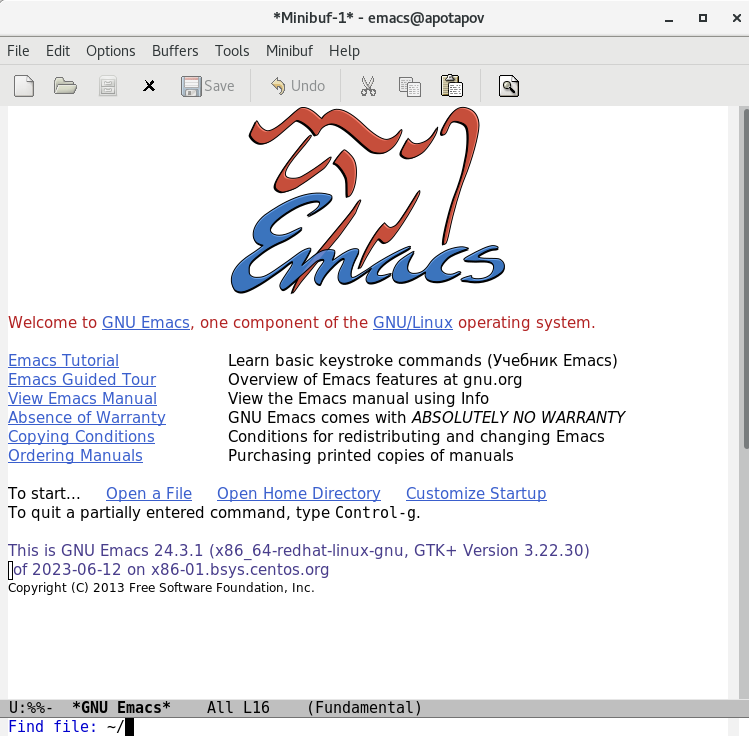 *Minibuf-1* - emacs@apotapov
File Edit Options Buffers Tools Minibuf Help
Save Undo
Emacs
Welcome to GNU Emacs, one component of the GNU/Linux operating system.
Emacs Tutorial Learn basic keystroke commands (Учебник Emacs)
Emacs Guided Tour Overview of Emacs features at gnu.org
View Emacs Manual View the Emacs manual using Info
Absence of Warranty GNU Emacs comes with ABSOLUTELY NO WARRANTY
Copying Conditions Conditions for redistributing and changing Emacs
Ordering Manuals Purchasing printed copies of manuals
To start... Open a File Open Home Directory Customize Startup
To quit a partially entered command, type Control-g.
This is GNU Emacs 24.3.1 (x86_64-redhat-linux-gnu, GTK+ Version 3.22.30)
of 2023-06-12 on x86-01.bsys.centos.org
Copyright (C) 2013 Free Software Foundation, Inc.
U:%%- *GNU Emacs* All L16 (Fundamental)
Find file: ~/